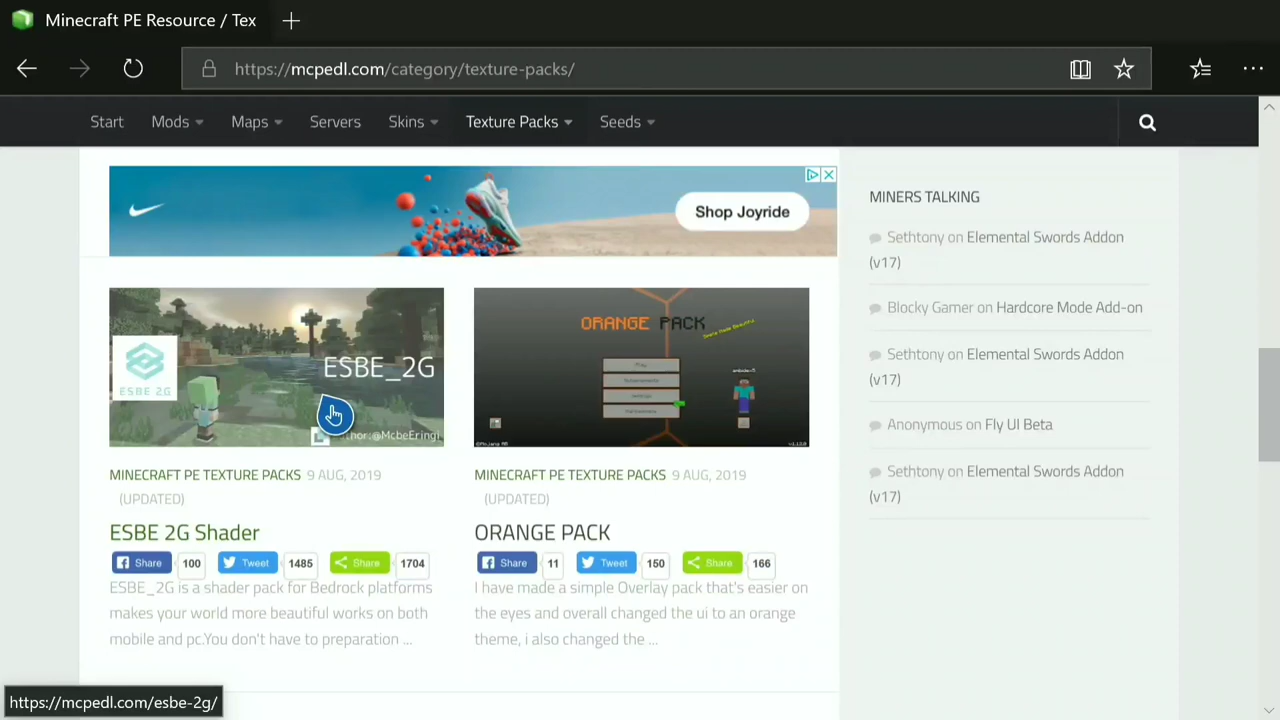 Minecraft PE Resource / Tex
https://mcpedl.com/category/texture-packs/
Start Mods Maps Servers Skins Texture Packs Seeds
Shop Joyride
ESBE_2G
ESBE 2G
thor:@McbeEringi
ORANGE PACK
MINECRAFT PE TEXTURE PACKS 9 AUG, 2019
(UPDATED)
ESBE 2G Shader
Share 100 Tweet 1485 Share 1704
ESBE_2G is a shader pack for Bedrock platforms
makes your world more beautiful works on both
mobile and pc.You don't have to preparation ...
MINECRAFT PE TEXTURE PACKS 9 AUG, 2019
(UPDATED)
ORANGE PACK
Share 11 Tweet 150 Share 166
I have made a simple Overlay pack that's easier on
the eyes and overall changed the ui to an orange
theme, i also changed the ...
MINERS TALKING
Sethtony on Elemental Swords Addon
(v17)
Blocky Gamer on Hardcore Mode Add-on
Sethtony on Elemental Swords Addon
(v17)
Anonymous on Fly UI Beta
Sethtony on Elemental Swords Addon
(v17)
https://mcpedl.com/esbe-2g/